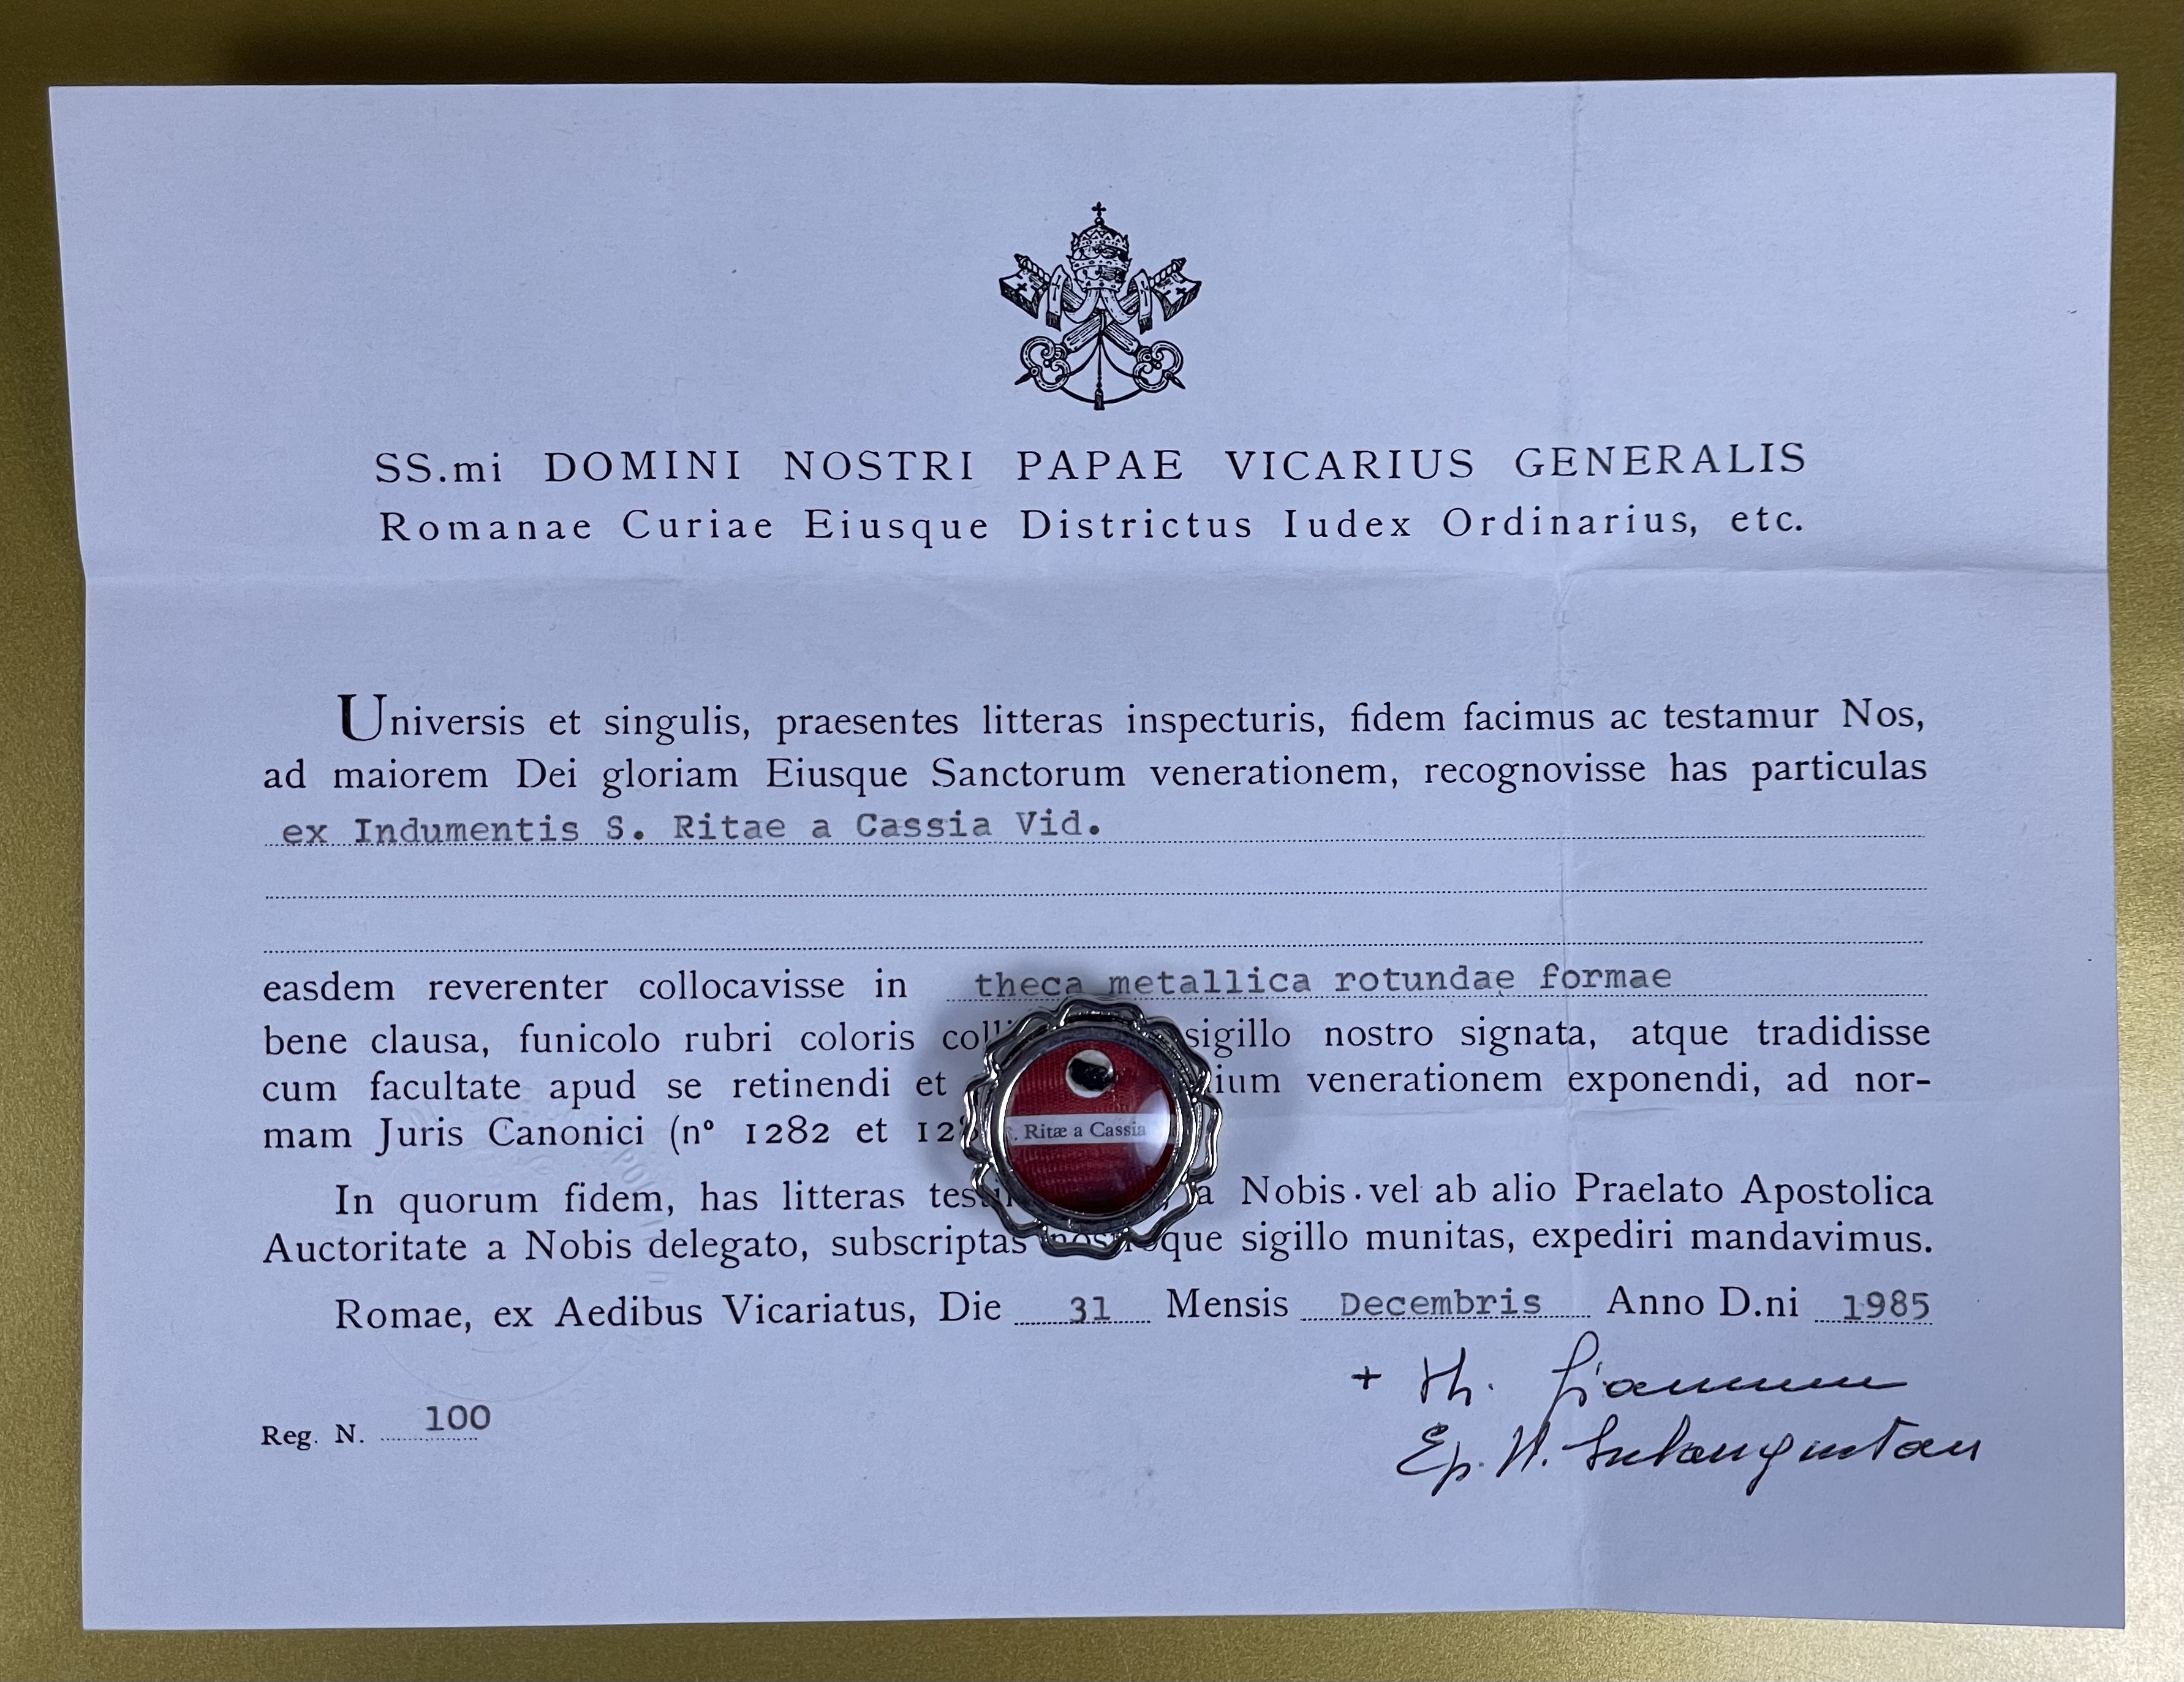 SS.mi DOMINI NOSTRI PAPAE VICARIUS GENERALIS
Romanae Curiae Eiusque Districtus Iudex Ordinarius, etc.
Universis et singulis, praesentes litteras inspecturis, fidem facimus ac testamur Nos,
ad maiorem Dei gloriam Eiusque Sanctorum venerationem, recognovisse has particulas
ex Indumentis S. Ritae a Cassia Vid.
easdem reverenter collocavisse in theca metallica rotundae formae
bene clausa, funicolo rubri coloris sigillo nostro signata, atque tradidisse
cum facultate apud se retinendi et venerationem exponendi, ad nor-
mam Juris Canonici (nº 1282 et
. Ritæ a Cassia
In quorum fidem, has litteras a Nobis vel ab alio Praelato Apostolica
Auctoritate a Nobis delegato, subscriptas sigillo munitas, expediri mandavimus.
Romae, ex Aedibus Vicariatus, Die 31 Mensis Decembris Anno D.ni 1985
Reg. N. 100